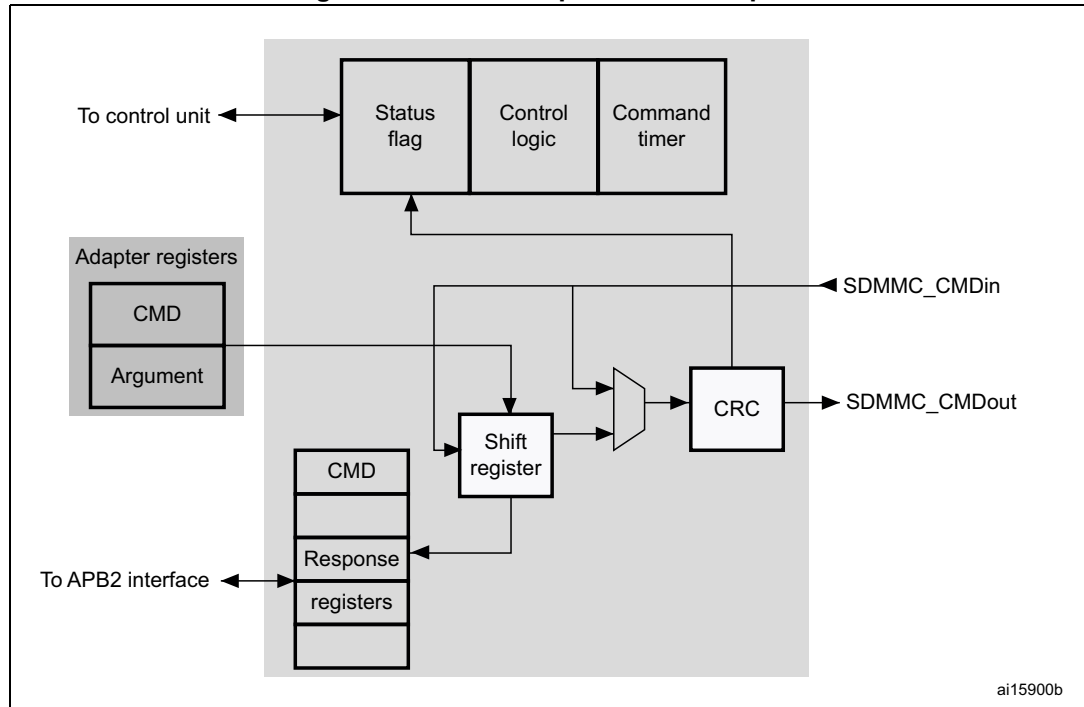 To control unit
Status
flag
Control
logic
Command
timer
Adapter registers
CMD
Argument
SDMMC_CMDin
CRC
SDMMC_CMDout
Shift
register
CMD
Response
registers
To APB2 interface
ai15900b